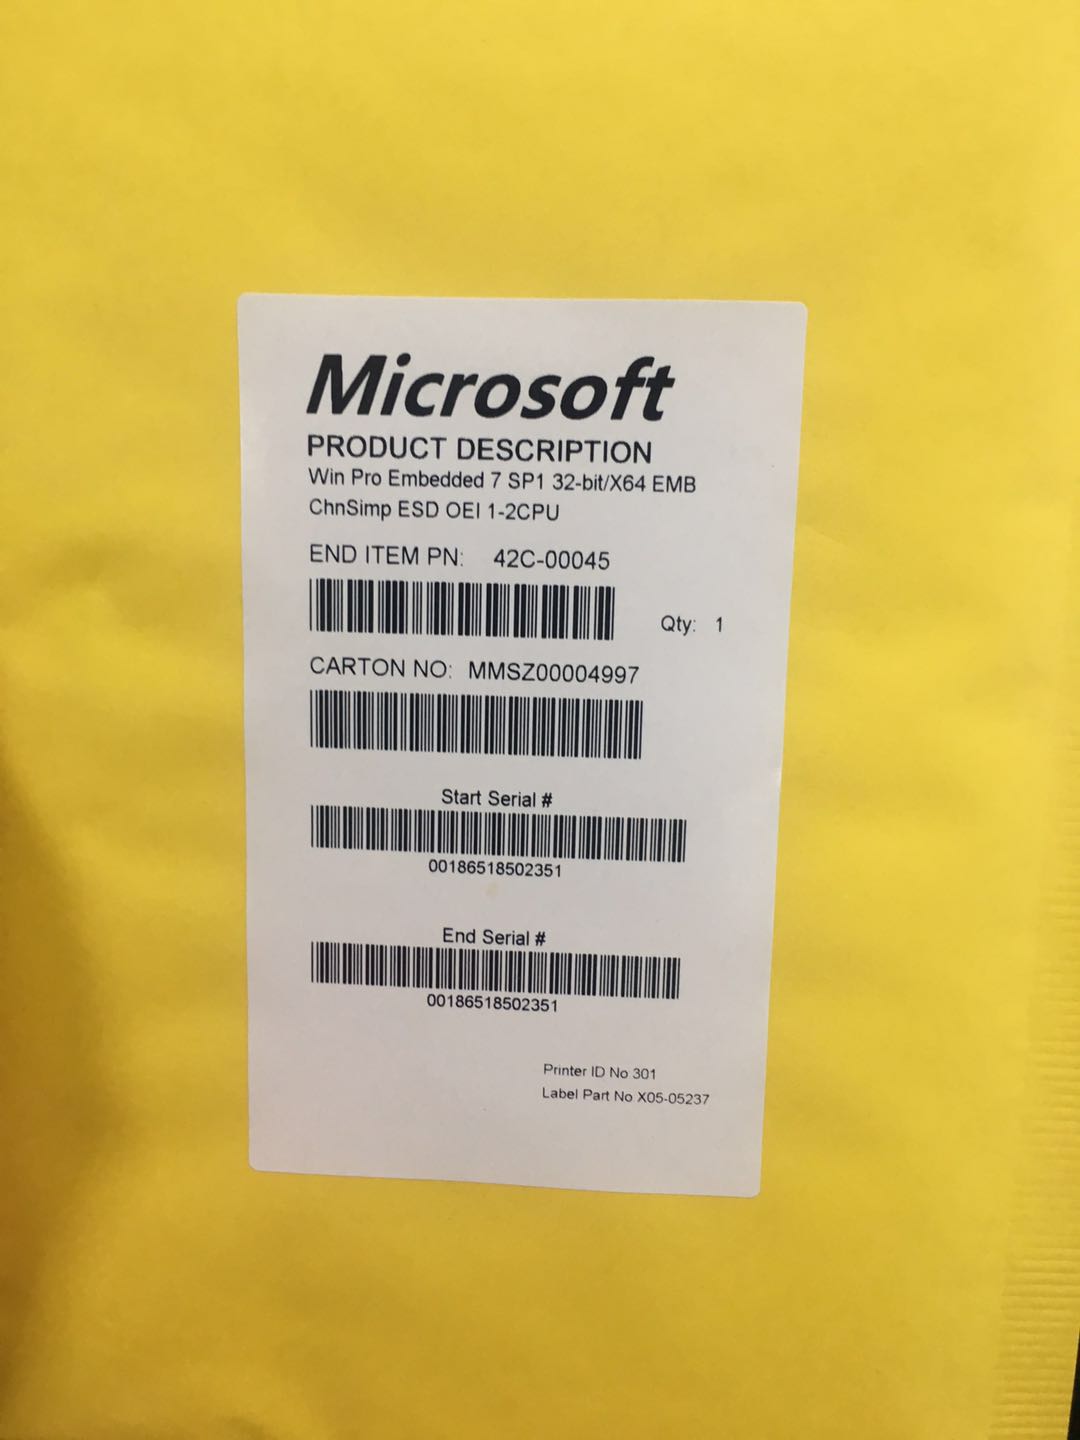 Microsoft
PRODUCT DESCRIPTION
Win Pro Embedded 7 SP1 32-bit/X64 EMB
ChnSimp ESD OEI 1-2CPU
END ITEM PN: 42C-00045
Qty: 1
CARTON NO: MMSZ00004997
Start Serial #
00186518502351
End Serial #
00186518502351
Printer ID No 301
Label Part No X05-05237